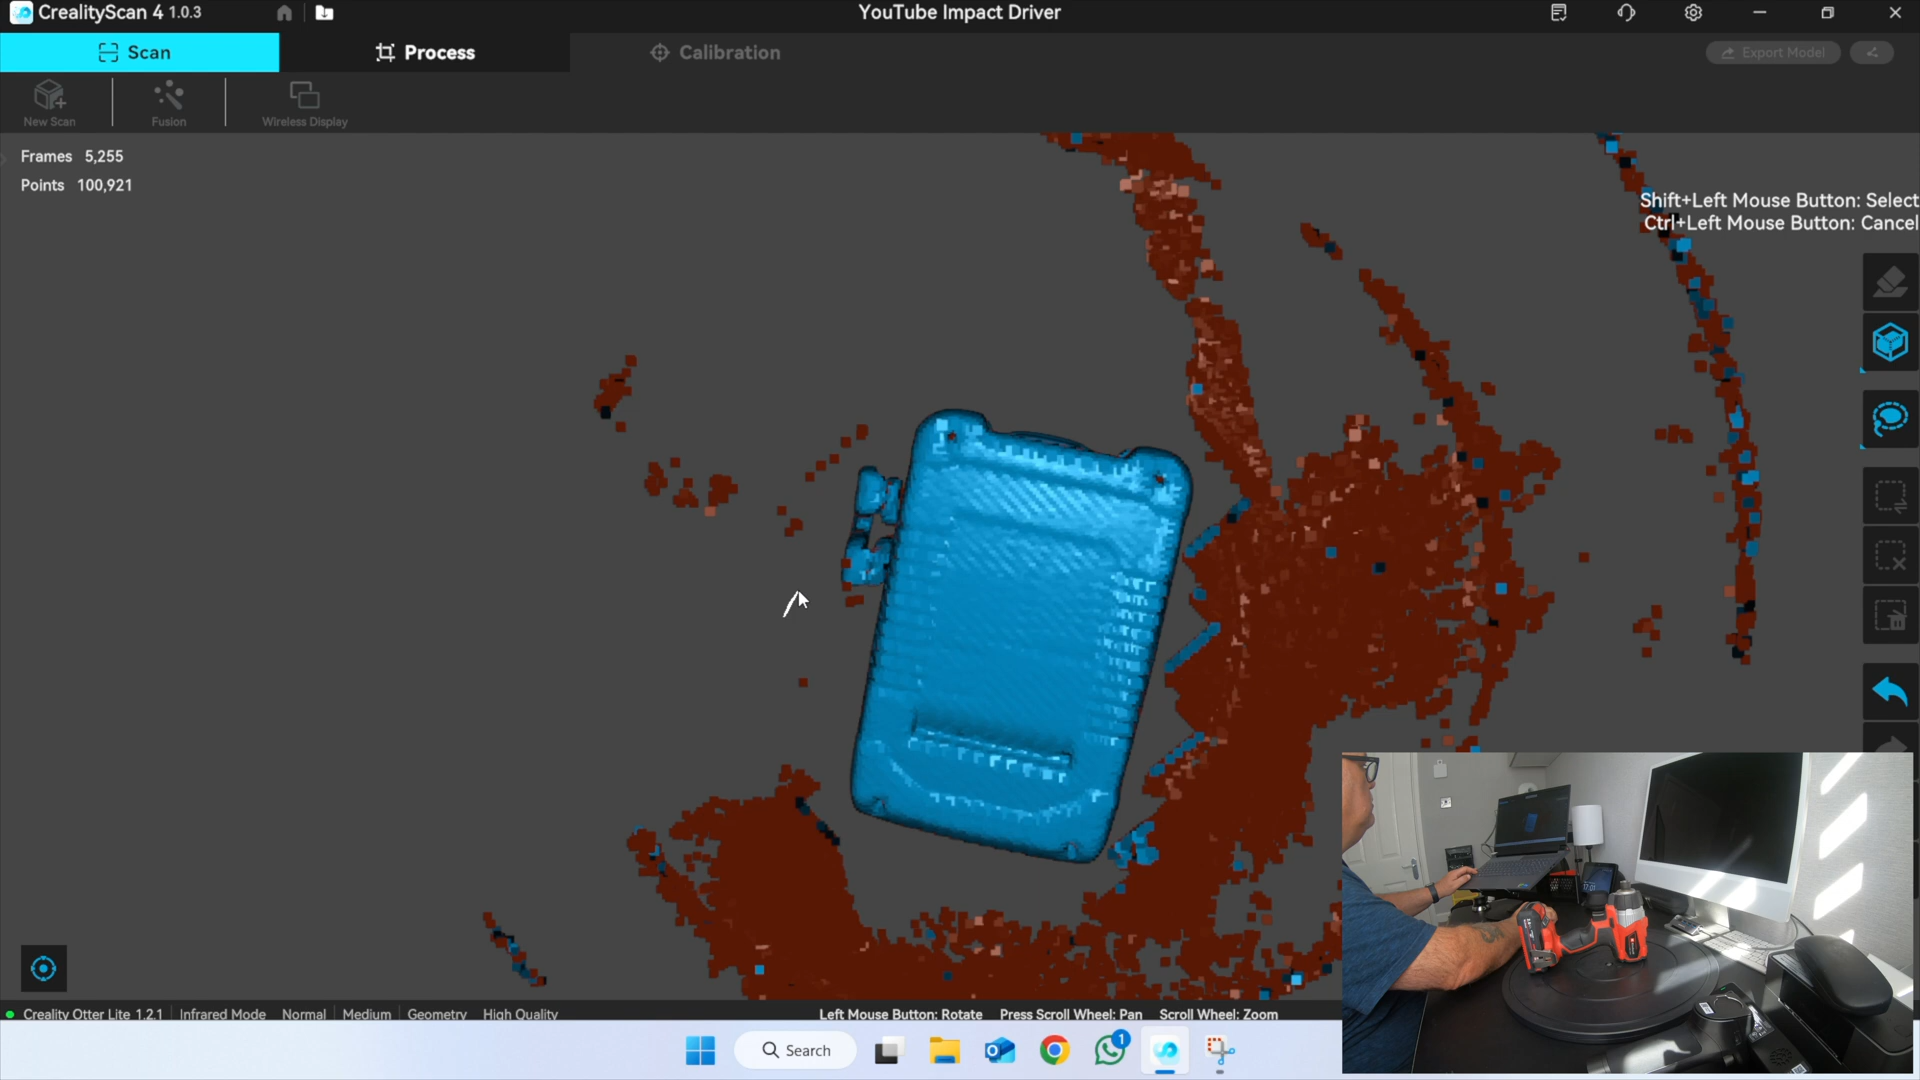 CrealityScan 4 1.0.3
YouTube Impact Driver
Scan
Process
Calibration
Export Model
New Scan
Fusion
Wireless Display
Frames 5,255
Points 100,921
Shift+Left Mouse Button: Select
Ctrl+Left Mouse Button: Cancel
Creality Otter Lite 1.2.1
Infrared Mode
Normal
Medium
Geometry
High Quality
Left Mouse Button: Rotate
Press Scroll Wheel: Pan
Scroll Wheel: Zoom
Search
1